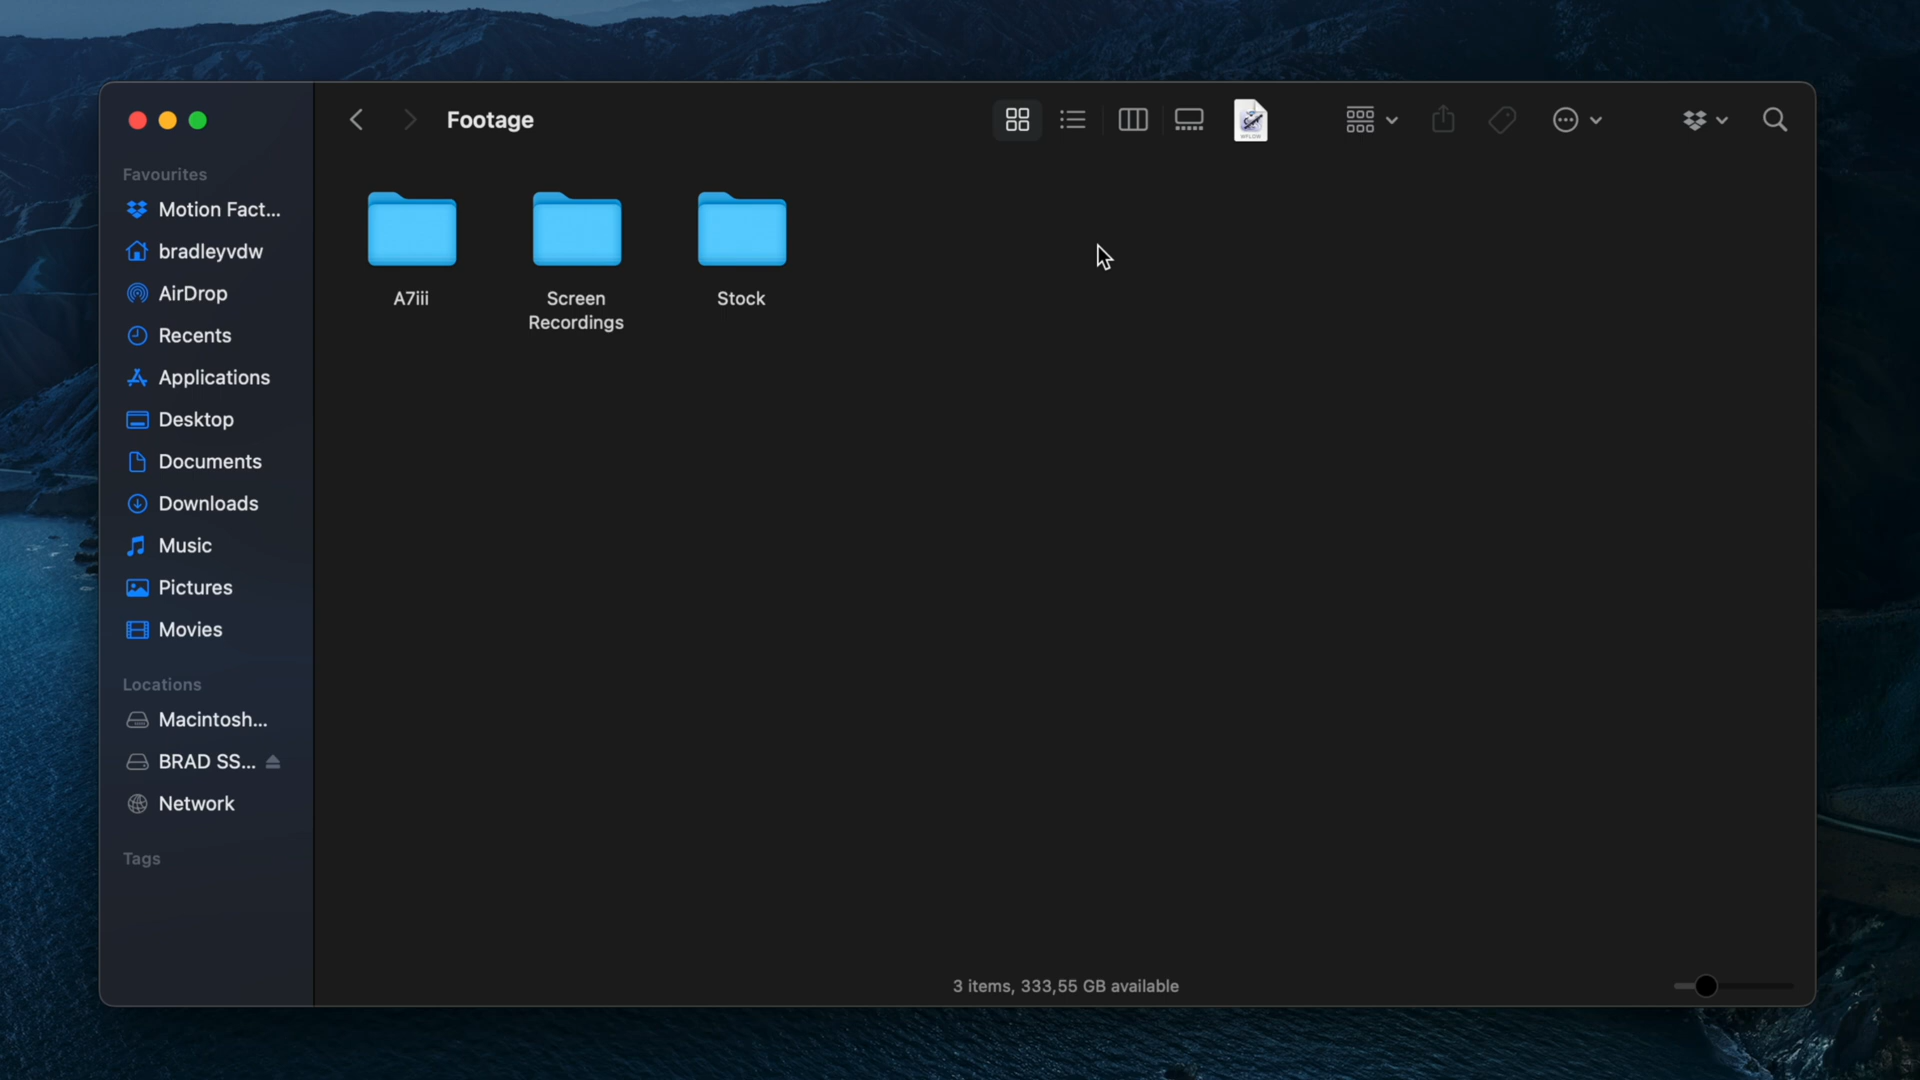 Footage
Favourites
Motion Fact...
bradleyvdw
AirDrop
Recents
Applications
Desktop
Documents
Downloads
Music
Pictures
Movies
Locations
Macintosh...
BRAD SS...
Network
Tags
A7iii
Screen
Recordings
Stock
3 items, 333,55 GB available